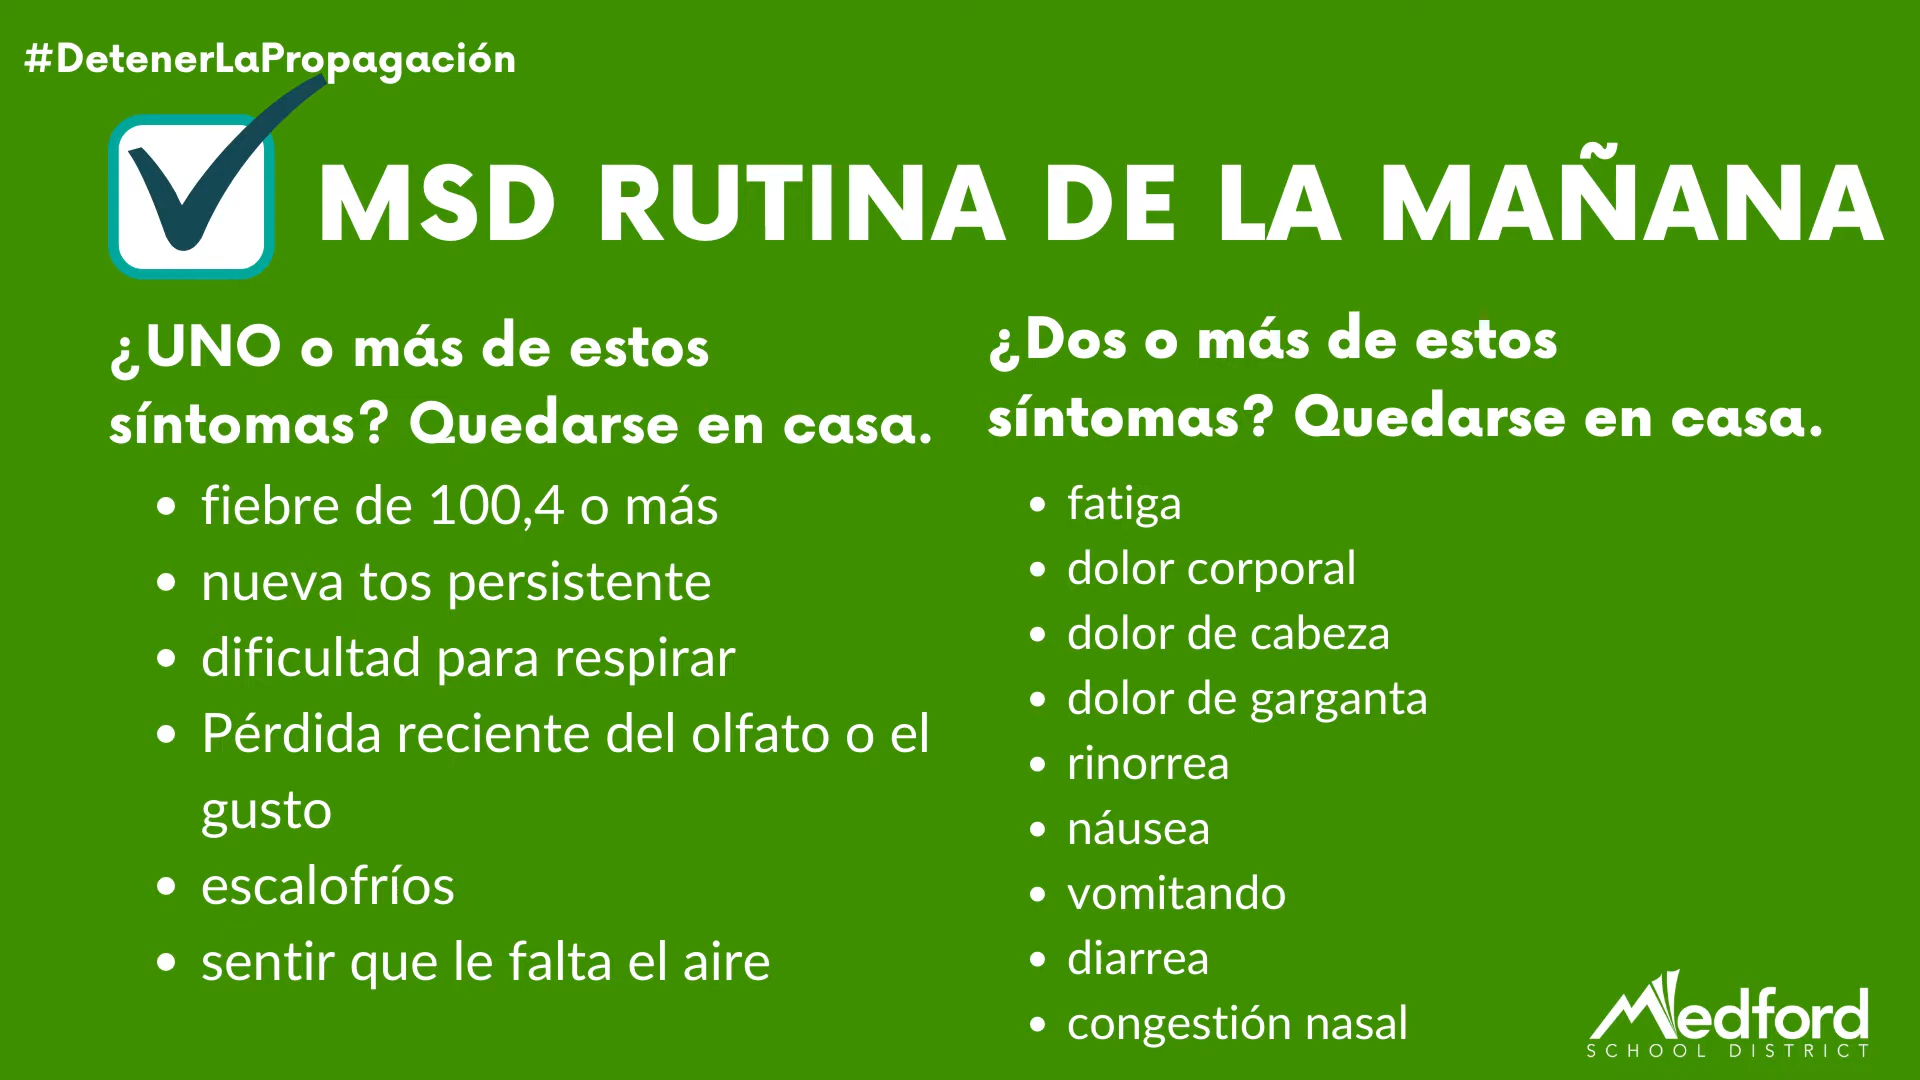 #DetenerLaPropagación
MSD RUTINA DE LA MAÑANA
¿UNO o más de estos
síntomas? Quedarse en casa.
• fiebre de 100,4 o más
• nueva tos persistente
• dificultad para respirar
• Pérdida reciente del olfato o el
gusto
• escalofríos
• sentir que le falta el aire
¿Dos o más de estos
síntomas? Quedarse en casa.
• fatiga
• dolor corporal
• dolor de cabeza
• dolor de garganta
• rinorrea
• náusea
• vomitando
• diarrea
• congestión nasal
Medford
SCHOOL DISTRICT